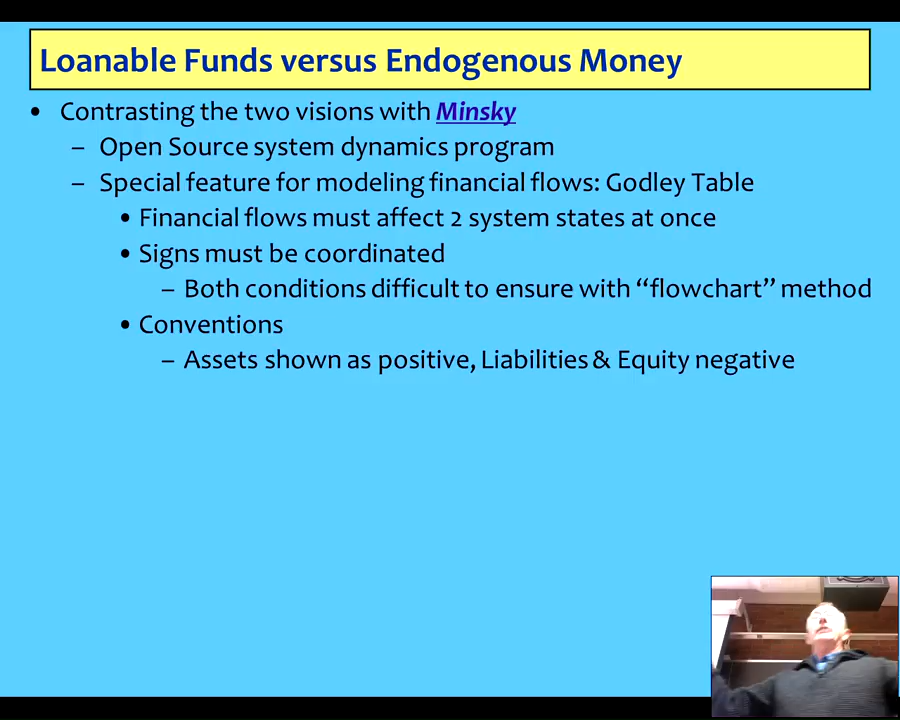 Loanable Funds versus Endogenous Money
• Contrasting the two visions with Minsky
– Open Source system dynamics program
– Special feature for modeling financial flows: Godley Table
• Financial flows must affect 2 system states at once
• Signs must be coordinated
– Both conditions difficult to ensure with “flowchart” method
• Conventions
– Assets shown as positive, Liabilities & Equity negative